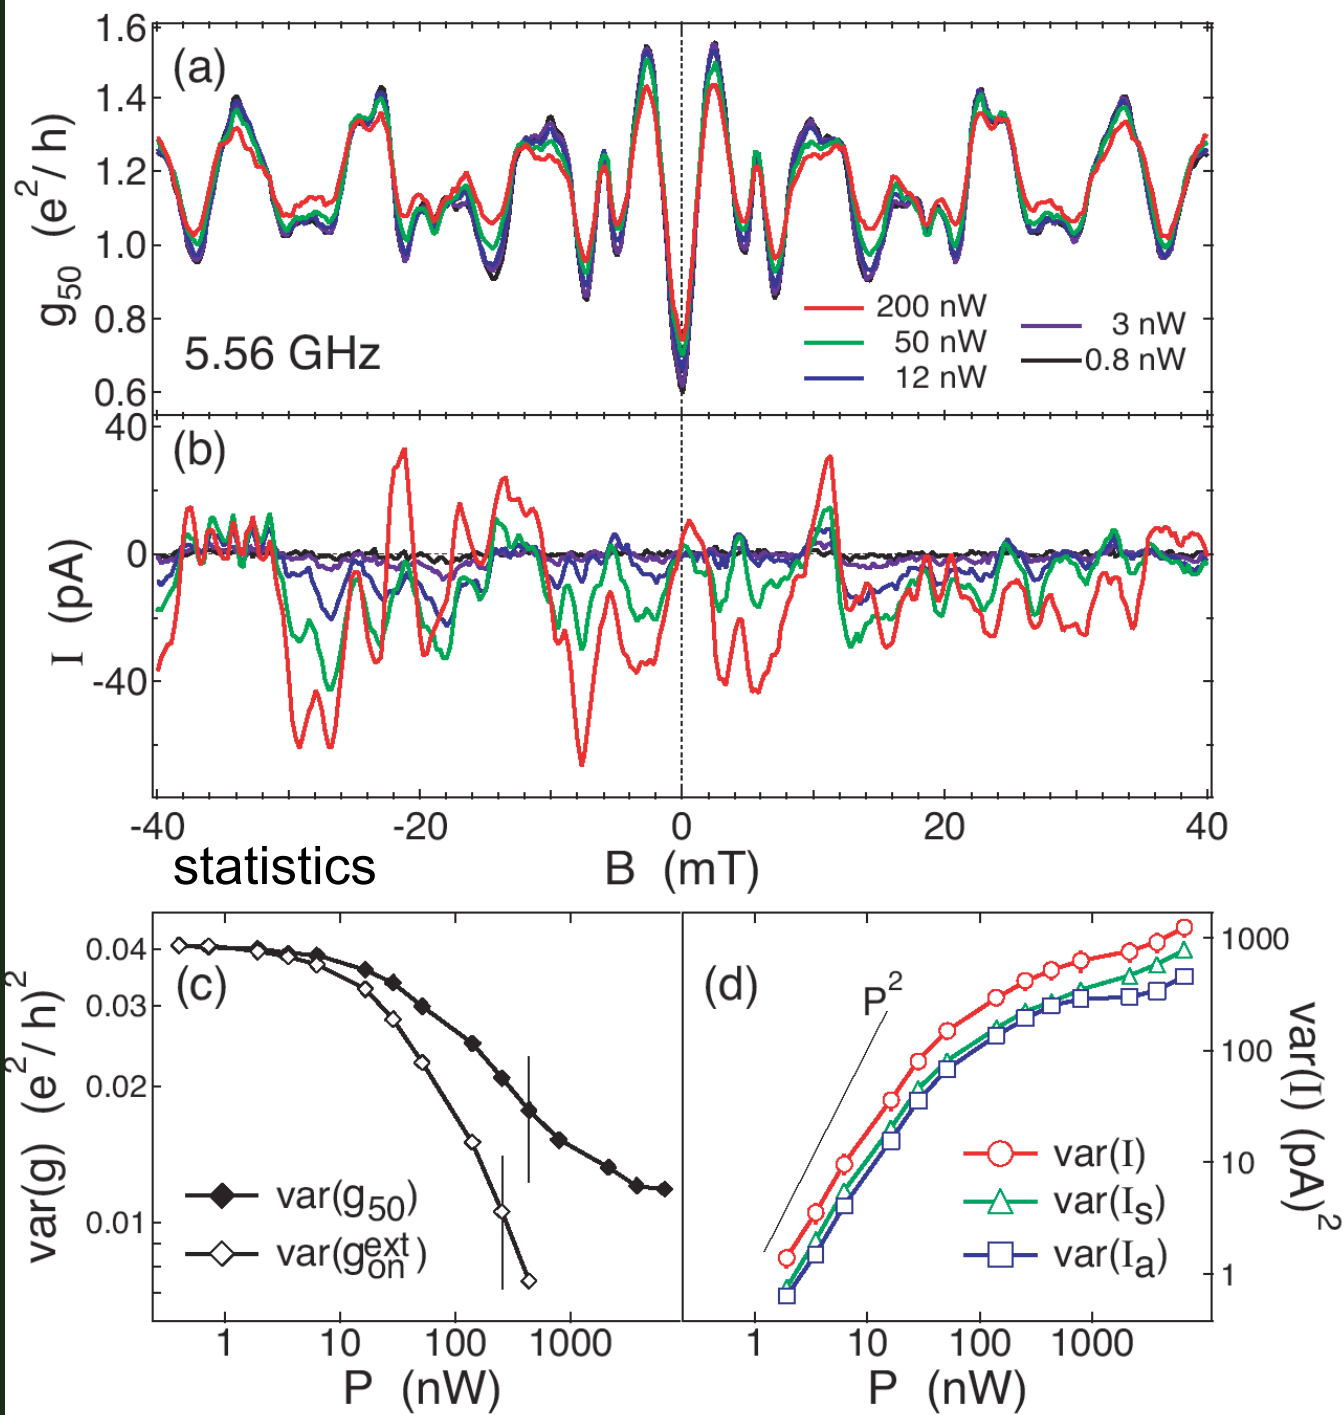 1.6
1.4
1.2
1.0
0.8
0.6
g50 (e2/h)
(a)
5.56 GHz
200 nW
50 nW
12 nW
3 nW
0.8 nW
40
0
-40
I (pA)
(b)
-40 -20 0 20 40
statistics
B (mT)
0.04
0.03
0.02
0.01
var(g) (e2/h)2
(c)
var(g50)
var(gonext)
1 10 100 1000
P (nW)
(d)
P2
var(I)
var(Is)
var(Ia)
1000
100
10
1
var(I) (pA)2
1 10 100 1000
P (nW)